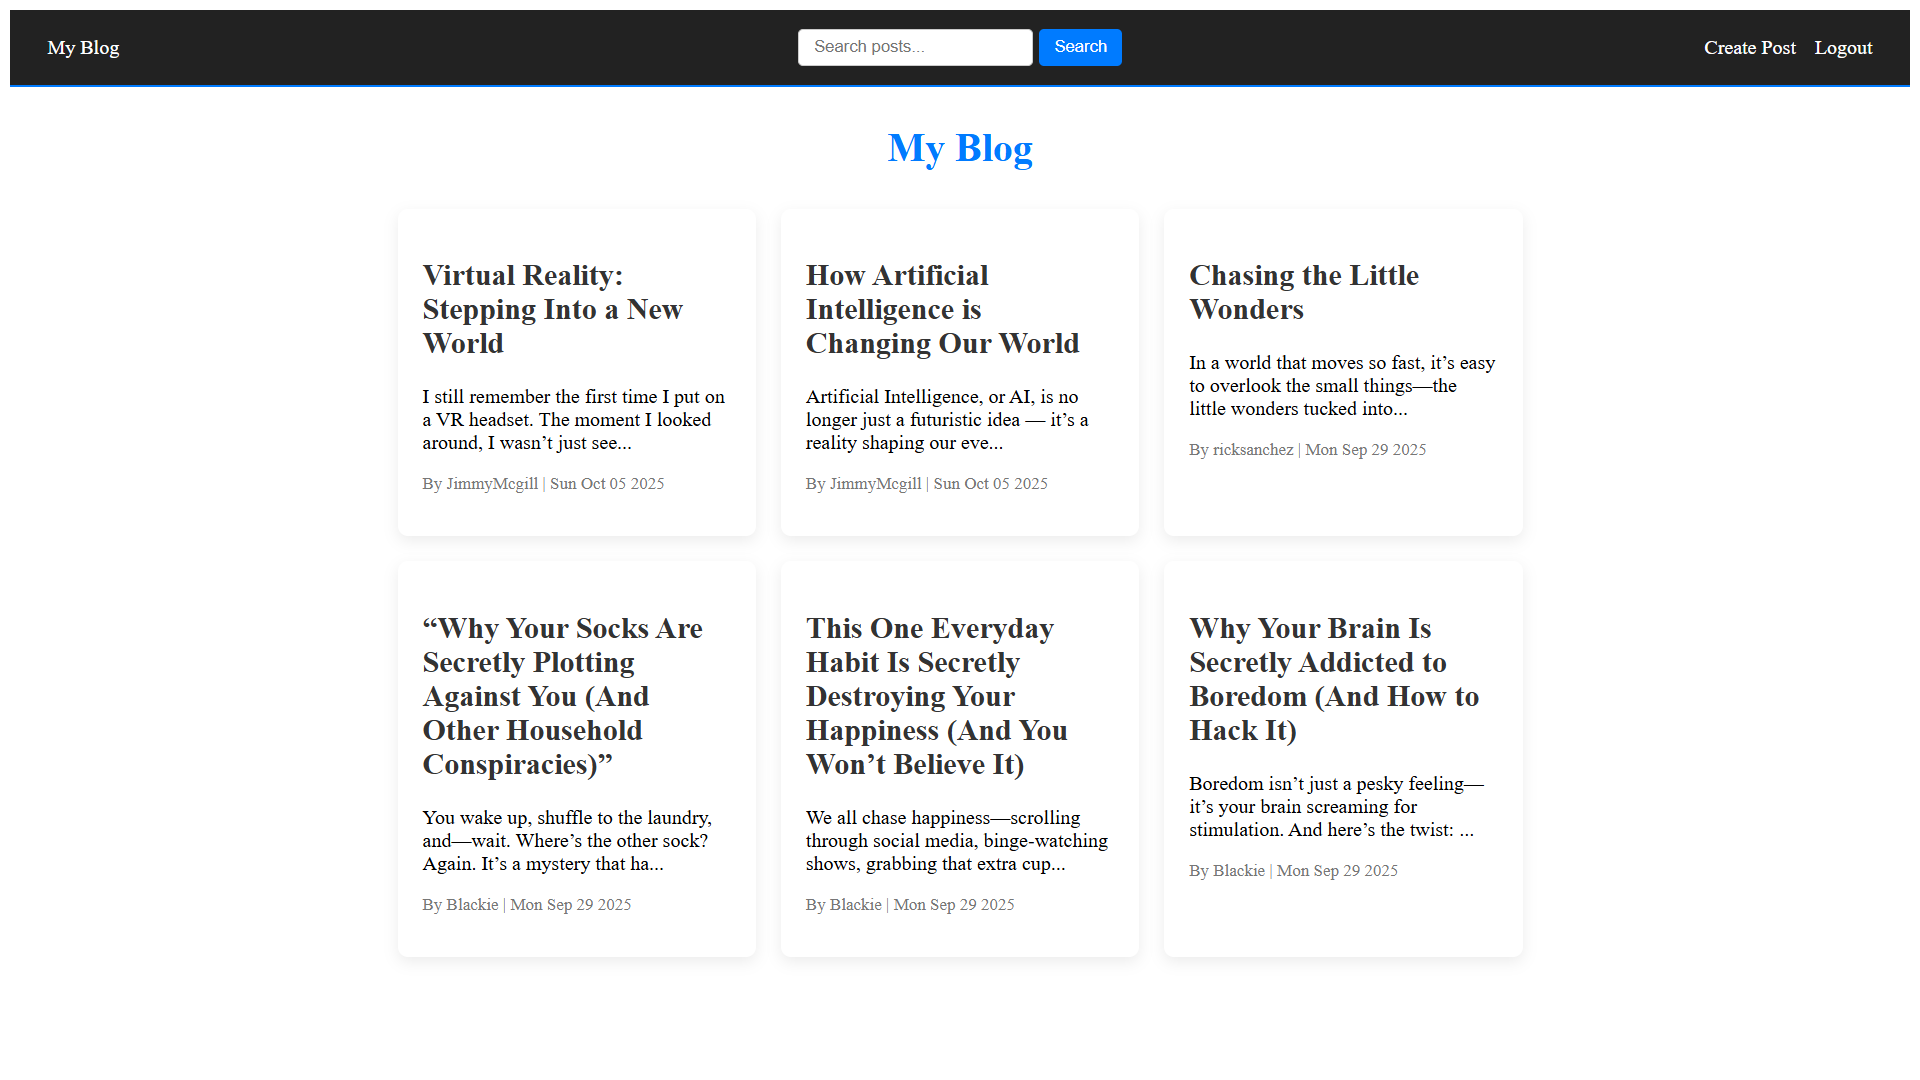 My Blog
Search posts...
Search
Create Post
Logout
My Blog
Virtual Reality:
Stepping Into a New
World
I still remember the first time I put on
a VR headset. The moment I looked
around, I wasn’t just see...
By JimmyMcgill | Sun Oct 05 2025
How Artificial
Intelligence is
Changing Our World
Artificial Intelligence, or AI, is no
longer just a futuristic idea — it’s a
reality shaping our eve...
By JimmyMcgill | Sun Oct 05 2025
Chasing the Little
Wonders
In a world that moves so fast, it’s easy
to overlook the small things—the
little wonders tucked into...
By ricksanchez | Mon Sep 29 2025
“Why Your Socks Are
Secretly Plotting
Against You (And
Other Household
Conspiracies)”
You wake up, shuffle to the laundry,
and—wait. Where’s the other sock?
Again. It’s a mystery that ha...
By Blackie | Mon Sep 29 2025
This One Everyday
Habit Is Secretly
Destroying Your
Happiness (And You
Won’t Believe It)
We all chase happiness—scrolling
through social media, binge-watching
shows, grabbing that extra cup...
By Blackie | Mon Sep 29 2025
Why Your Brain Is
Secretly Addicted to
Boredom (And How to
Hack It)
Boredom isn’t just a pesky feeling—
it’s your brain screaming for
stimulation. And here’s the twist: ...
By Blackie | Mon Sep 29 2025